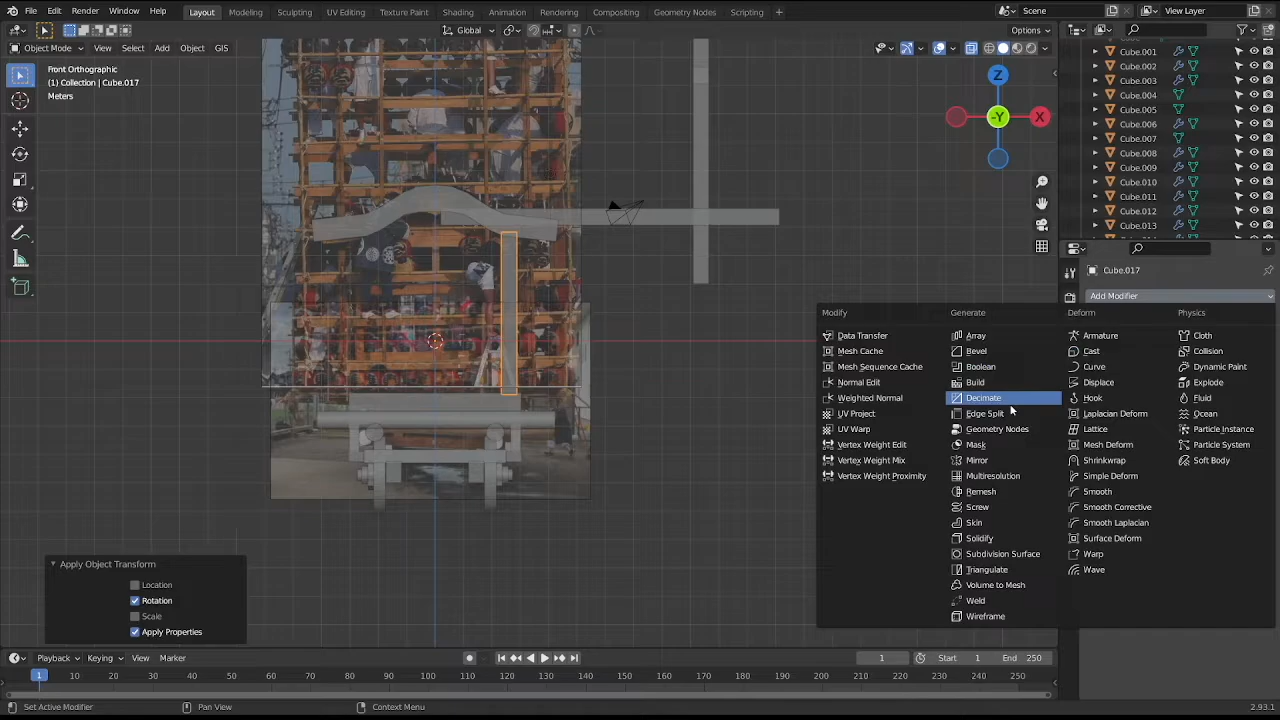 File Edit Render Window Help Layout Modeling Sculpting UV Editing Texture Paint Shading Animation Rendering Compositing Geometry Nodes Scripting + Scene View Layer
Global Options
Object Mode View Select Add Object GIS
Front Orthographic
(1) Collection | Cube.017
Meters
Z
-Y
X
Cube.001
Cube.002
Cube.003
Cube.004
Cube.005
Cube.006
Cube.007
Cube.008
Cube.009
Cube.010
Cube.011
Cube.012
Cube.013
Cube.017
Add Modifier
Modify
Data Transfer
Mesh Cache
Mesh Sequence Cache
Normal Edit
Weighted Normal
UV Project
UV Warp
Vertex Weight Edit
Vertex Weight Mix
Vertex Weight Proximity
Generate
Array
Bevel
Boolean
Build
Decimate
Edge Split
Geometry Nodes
Mask
Mirror
Multiresolution
Remesh
Screw
Skin
Solidify
Subdivision Surface
Triangulate
Volume to Mesh
Weld
Wireframe
Deform
Armature
Cast
Curve
Displace
Hook
Laplacian Deform
Lattice
Mesh Deform
Shrinkwrap
Simple Deform
Smooth
Smooth Corrective
Smooth Laplacian
Surface Deform
Warp
Wave
Physics
Cloth
Collision
Dynamic Paint
Explode
Fluid
Ocean
Particle Instance
Particle System
Soft Body
Apply Object Transform
Location
Rotation
Scale
Apply Properties
Playback Keying View Marker 1 Start 1 End 250
1 10 20 30 40 50 60 70 80 90 100 110 120 130 140 150 160 170 180 190 200 210 220 230 240 250
Set Active Modifier Pan View Context Menu 2.93.1